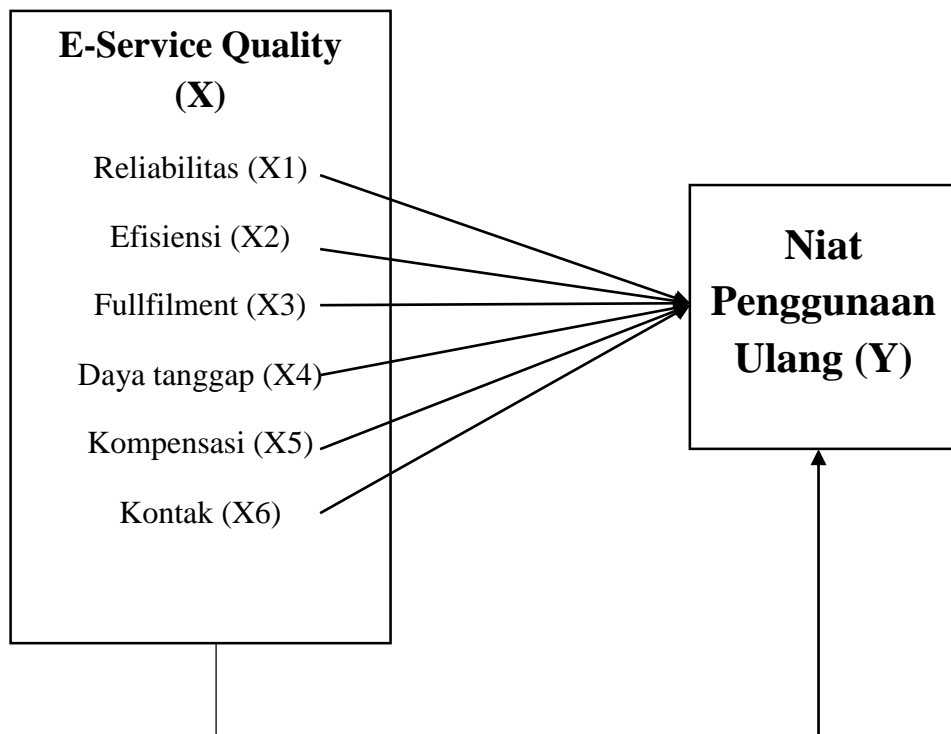 E-Service Quality
(X)
Reliabilitas (X1)
Efisiensi (X2)
Fullfilment (X3)
Daya tanggap (X4)
Kompensasi (X5)
Kontak (X6)
Niat
Penggunaan
Ulang (Y)